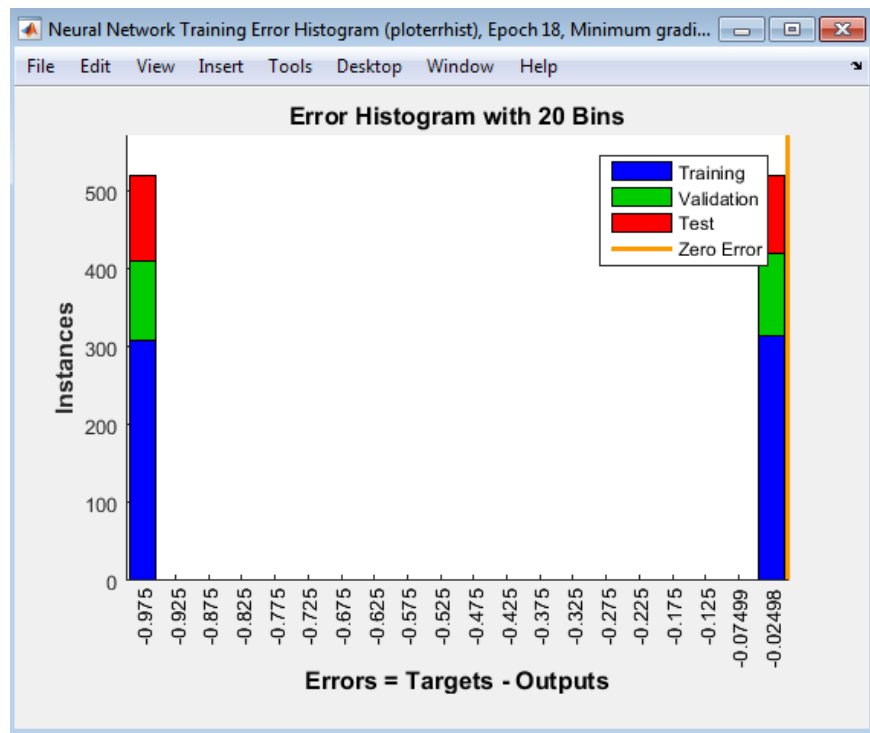 Neural Network Training Error Histogram (ploterrhist), Epoch 18, Minimum gradi...
File Edit View Insert Tools Desktop Window Help
Error Histogram with 20 Bins
Training
Validation
Test
Zero Error
Instances
500
400
300
200
100
0
-0.975
-0.925
-0.875
-0.825
-0.775
-0.725
-0.675
-0.625
-0.575
-0.525
-0.475
-0.425
-0.375
-0.325
-0.275
-0.225
-0.175
-0.125
-0.07499
-0.02498
Errors = Targets - Outputs